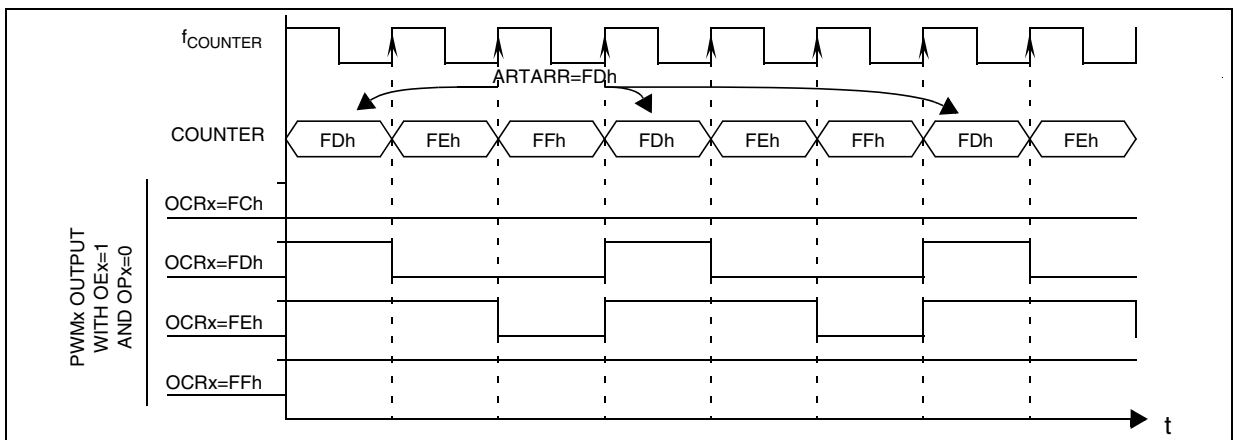 fCOUNTER
ARTARR=FDh
COUNTER
FDh FEh FFh FDh FEh FFh FDh FEh
PWMx OUTPUT
WITH OEx=1
AND OPx=0
OCRx=FCh
OCRx=FDh
OCRx=FEh
OCRx=FFh
t